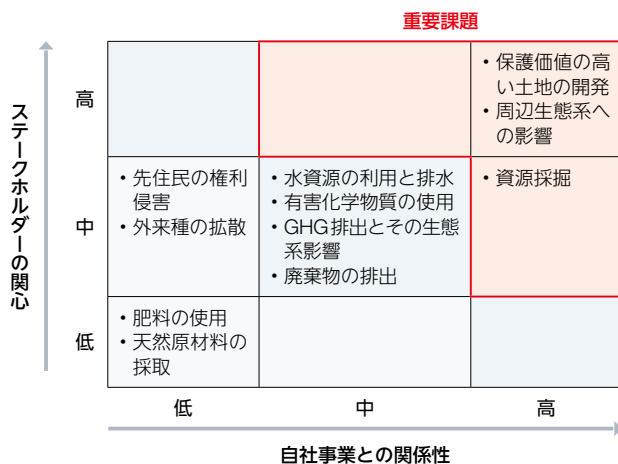 重要課題
ステークホルダーの関心
高
・保護価値の高
い土地の開発
・周辺生態系へ
の影響
中
・先住民の権利
侵害
・外来種の拡散
・水資源の利用と排水
・有害化学物質の使用
・GHG排出とその生態
系影響
・廃棄物の排出
・資源採掘
低
・肥料の使用
・天然原材料の
採取
低
中
高
自社事業との関係性